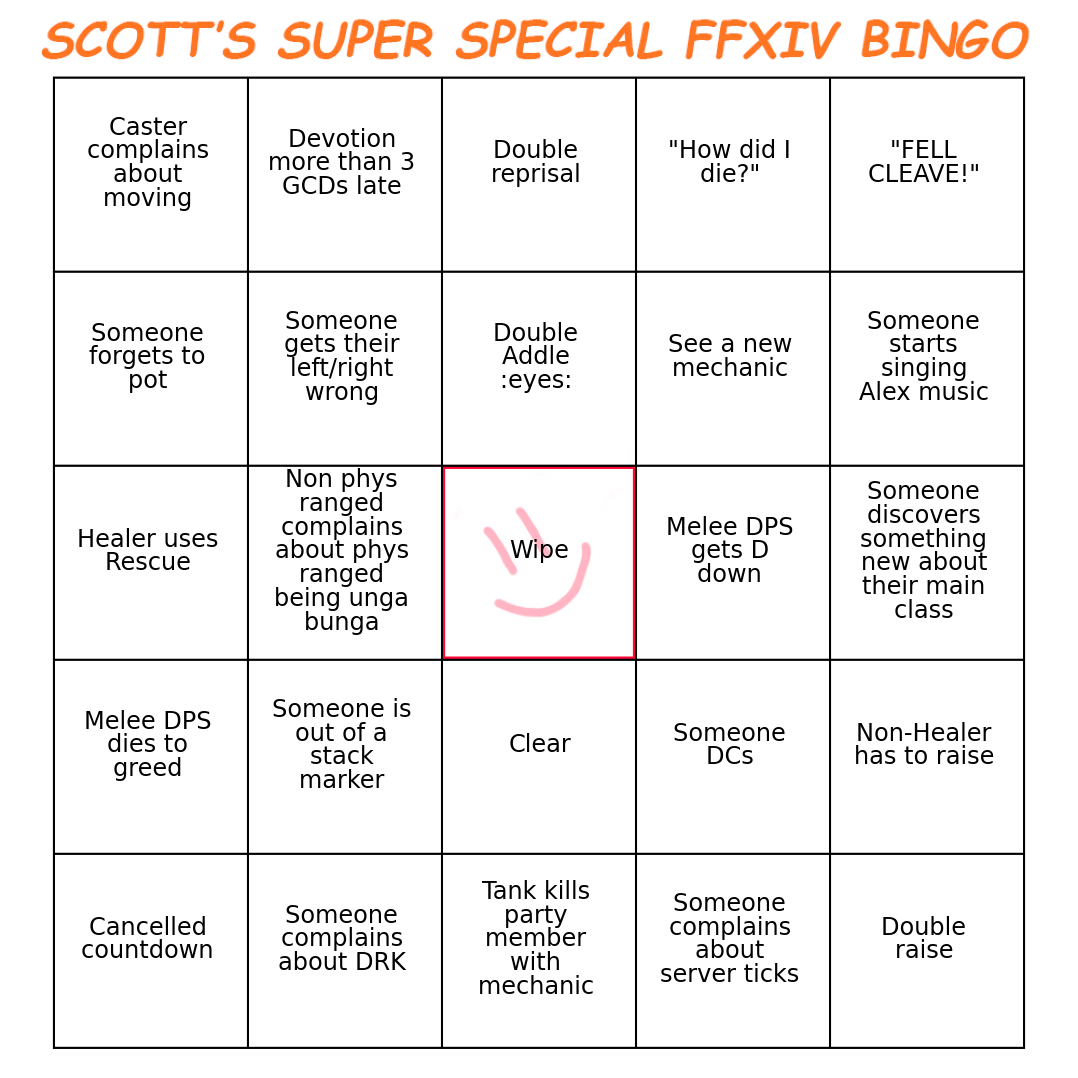 SCOTT'S SUPER SPECIAL FFXIV BINGO
Caster
complains
about
moving
Devotion
more than 3
GCDs late
Double
reprisal
"How did I
die?"
"FELL
CLEAVE!"
Someone
forgets to
pot
Someone
gets their
left/right
wrong
Double
Addle
:eyes:
See a new
mechanic
Someone
starts
singing
Alex music
Healer uses
Rescue
Non phys
ranged
complains
about phys
ranged
being unga
bunga
Wipe
Melee DPS
gets D
down
Someone
discovers
something
new about
their main
class
Melee DPS
dies to
greed
Someone is
out of a
stack
marker
Clear
Someone
DCs
Non-Healer
has to raise
Cancelled
countdown
Someone
complains
about DRK
Tank kills
party
member
with
mechanic
Someone
complains
about
server ticks
Double
raise